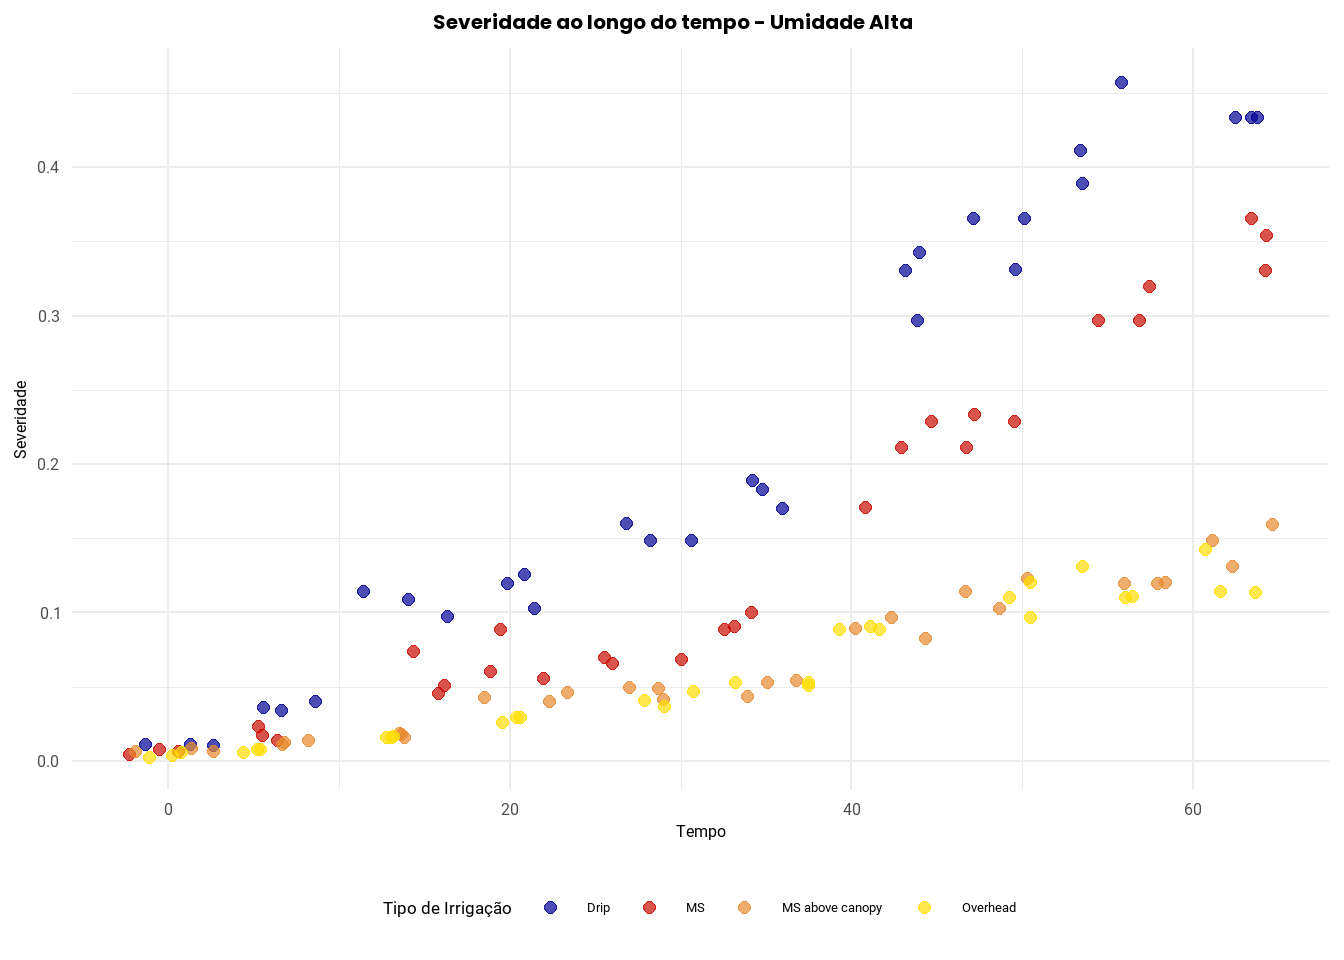 Severidade ao longo do tempo - Umidade Alta
Severidade
0.4
0.3
0.2
0.1
0.0
0 20 40 60
Tempo
Tipo de Irrigação Drip MS MS above canopy Overhead